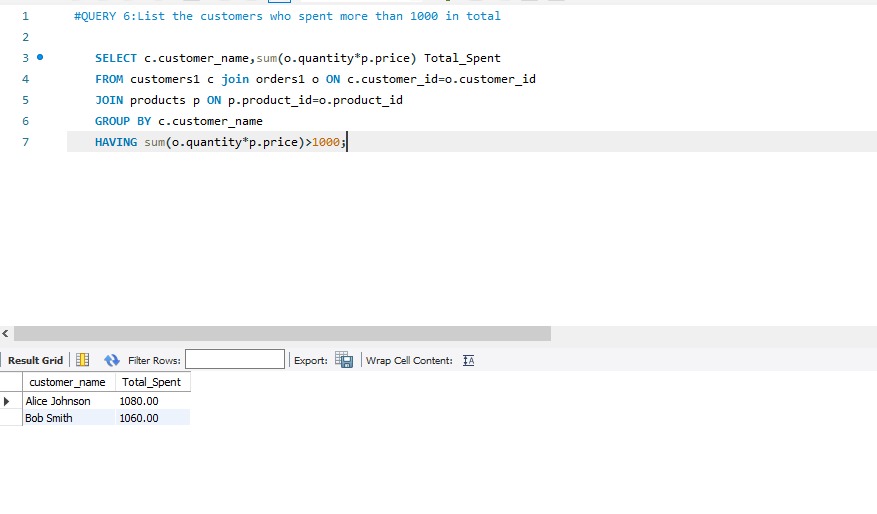 1 #QUERY 6:List the customers who spent more than 1000 in total
2
3 SELECT c.customer_name,sum(o.quantity*p.price) Total_Spent
4 FROM customers1 c join orders1 o ON c.customer_id=o.customer_id
5 JOIN products p ON p.product_id=o.product_id
6 GROUP BY c.customer_name
7 HAVING sum(o.quantity*p.price)>1000;
Result Grid Filter Rows: Export: Wrap Cell Content:
customer_name Total_Spent
Alice Johnson 1080.00
Bob Smith 1060.00